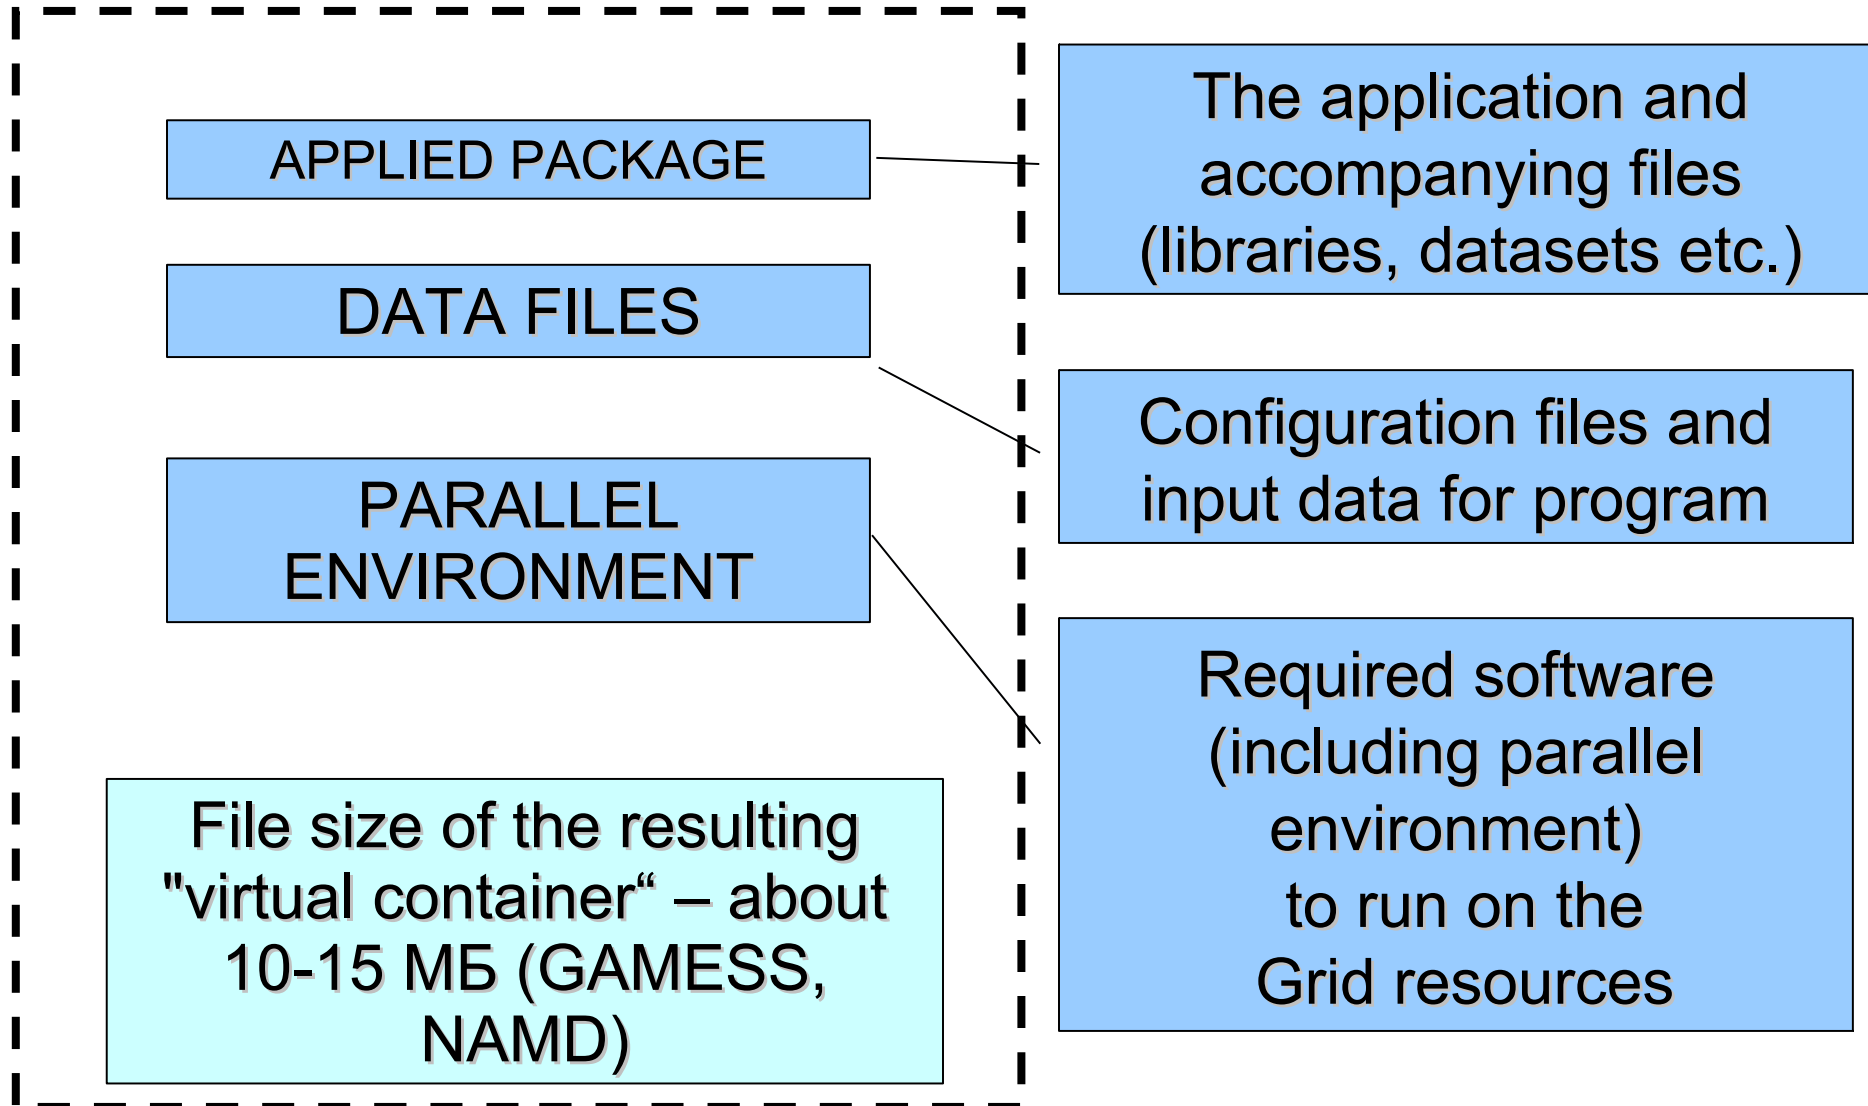 APPLIED PACKAGE
The application and
accompanying files
(libraries, datasets etc.)
DATA FILES
Configuration files and
input data for program
PARALLEL
ENVIRONMENT
Required software
(including parallel
environment)
to run on the
Grid resources
File size of the resulting
"virtual container“ – about
10-15 МБ (GAMESS,
NAMD)